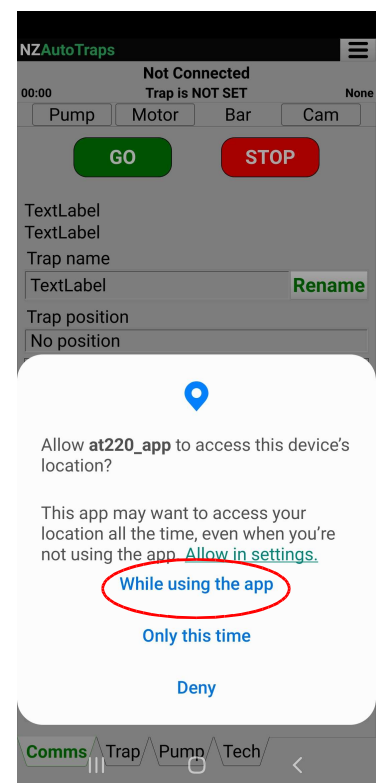 NZAutoTraps
Not Connected
00:00 Trap is NOT SET None
Pump Motor Bar Cam
GO STOP
TextLabel
TextLabel
Trap name
TextLabel Rename
Trap position
No position
Allow at220_app to access this device's
location?
This app may want to access your
location all the time, even when you're
not using the app. Allow in settings.
While using the app
Only this time
Deny
Comms Trap Pump Tech